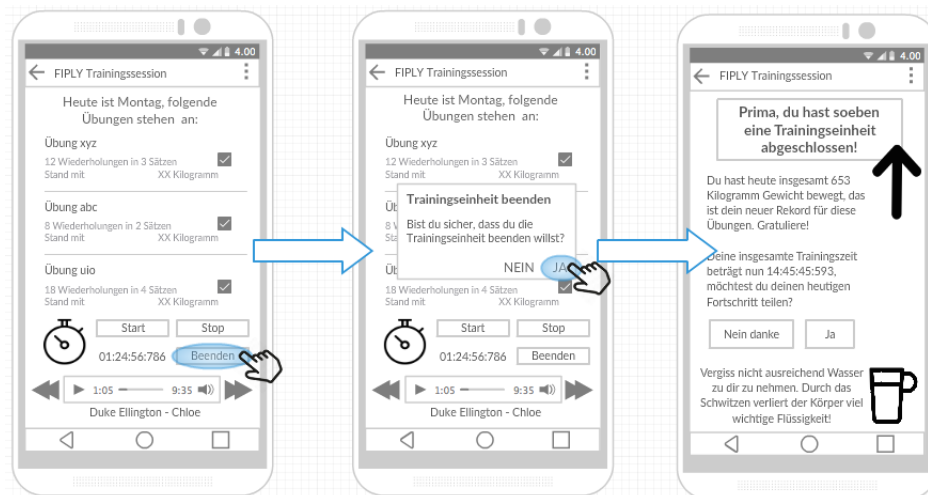 4.00
FIPLY Trainingssession
Heute ist Montag, folgende
Übungen stehen an:
Übung xyz
12 Wiederholungen in 3 Sätzen
Stand mit XX Kilogramm
Übung abc
8 Wiederholungen in 2 Sätzen
Stand mit XX Kilogramm
Übung uio
18 Wiederholungen in 4 Sätzen
Stand mit XX Kilogramm
Start Stop
01:24:56:786 Beenden
1:05 9:35
Duke Ellington - Chloe
4.00
FIPLY Trainingssession
Heute ist Montag, folgende
Übungen stehen an:
Übung xyz
12 Wiederholungen in 3 Sätzen
Stand mit XX Kilogramm
Trainingseinheit beenden
Bist du sicher, dass du die
Trainingseinheit beenden willst?
NEIN JA
18 Wiederholungen in 4 Sätzen
Stand mit XX Kilogramm
Start Stop
01:24:56:786 Beenden
1:05 9:35
Duke Ellington - Chloe
4.00
FIPLY Trainingssession
Prima, du hast soeben
eine Trainingseinheit
abgeschlossen!
Du hast heute insgesamt 653
Kilogramm Gewicht bewegt, das
ist dein neuer Rekord für diese
Übungen. Gratuliere!
Deine insgesamte Trainingszeit
beträgt nun 14:45:45:593,
möchtest du deinen heutigen
Fortschritt teilen?
Nein danke Ja
Vergiss nicht ausreichend Wasser
zu dir zu nehmen. Durch das
Schwitzen verliert der Körper viel
wichtige Flüssigkeit!